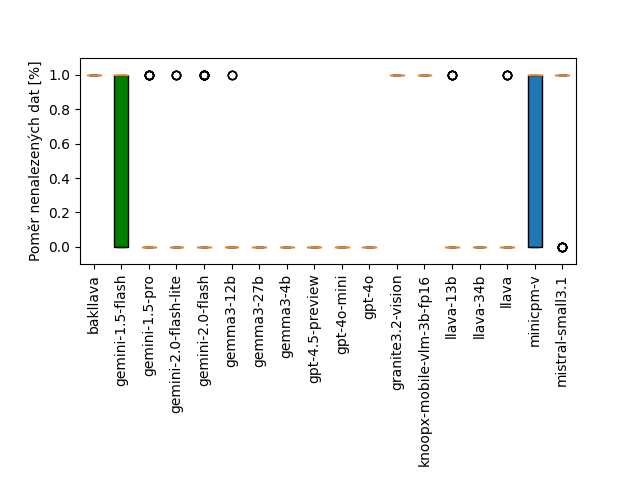 Poměr nenalezených dat [%]
1.0
0.8
0.6
0.4
0.2
0.0
bakllava
gemini-1.5-flash
gemini-1.5-pro
gemini-2.0-flash-lite
gemini-2.0-flash
gemma3-12b
gemma3-27b
gemma3-4b
gpt-4.5-preview
gpt-4o-mini
gpt-4o
granite3.2-vision
knoopx-mobile-vlm-3b-fp16
llava-13b
llava-34b
llava
minicpm-v
mistral-small3.1